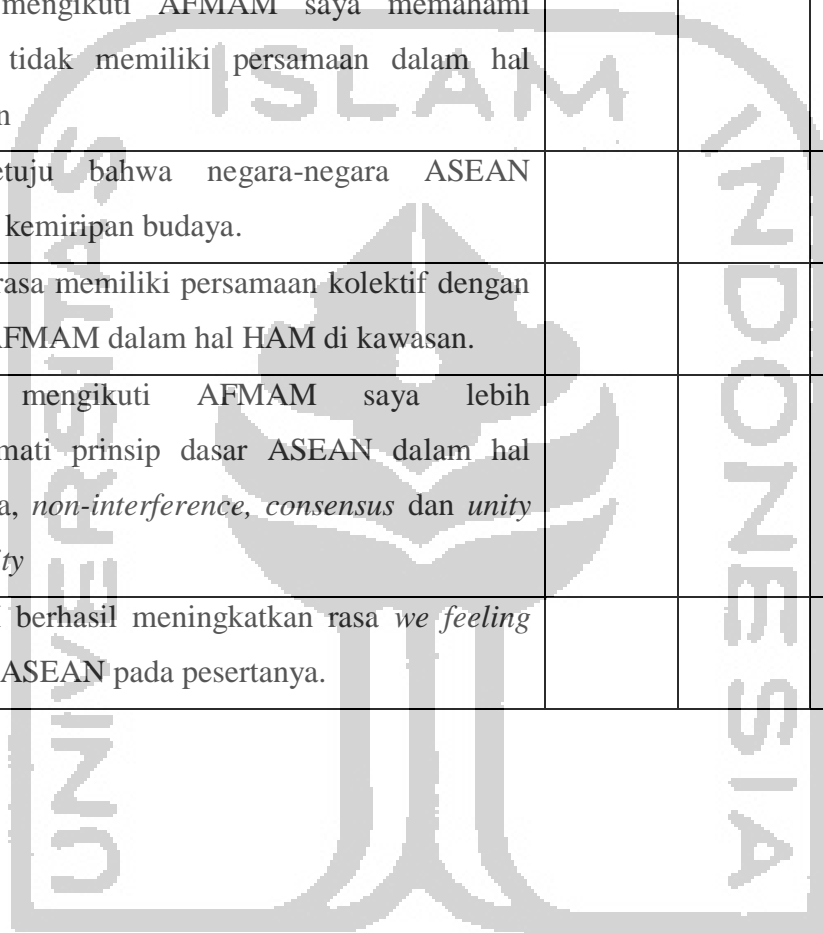 mengikuti AFMAM saya memahami
tidak memiliki persamaan dalam hal
n
etuju bahwa negara-negara ASEAN
kemiripan budaya.
rasa memiliki persamaan kolektif dengan
AFMAM dalam hal HAM di kawasan.
mengikuti AFMAM saya lebih
mati prinsip dasar ASEAN dalam hal
a, non-interference, consensus dan unity
ity
berhasil meningkatkan rasa we feeling
ASEAN pada pesertanya.
UNIVERSITAS
ISLAM
INDONESIA